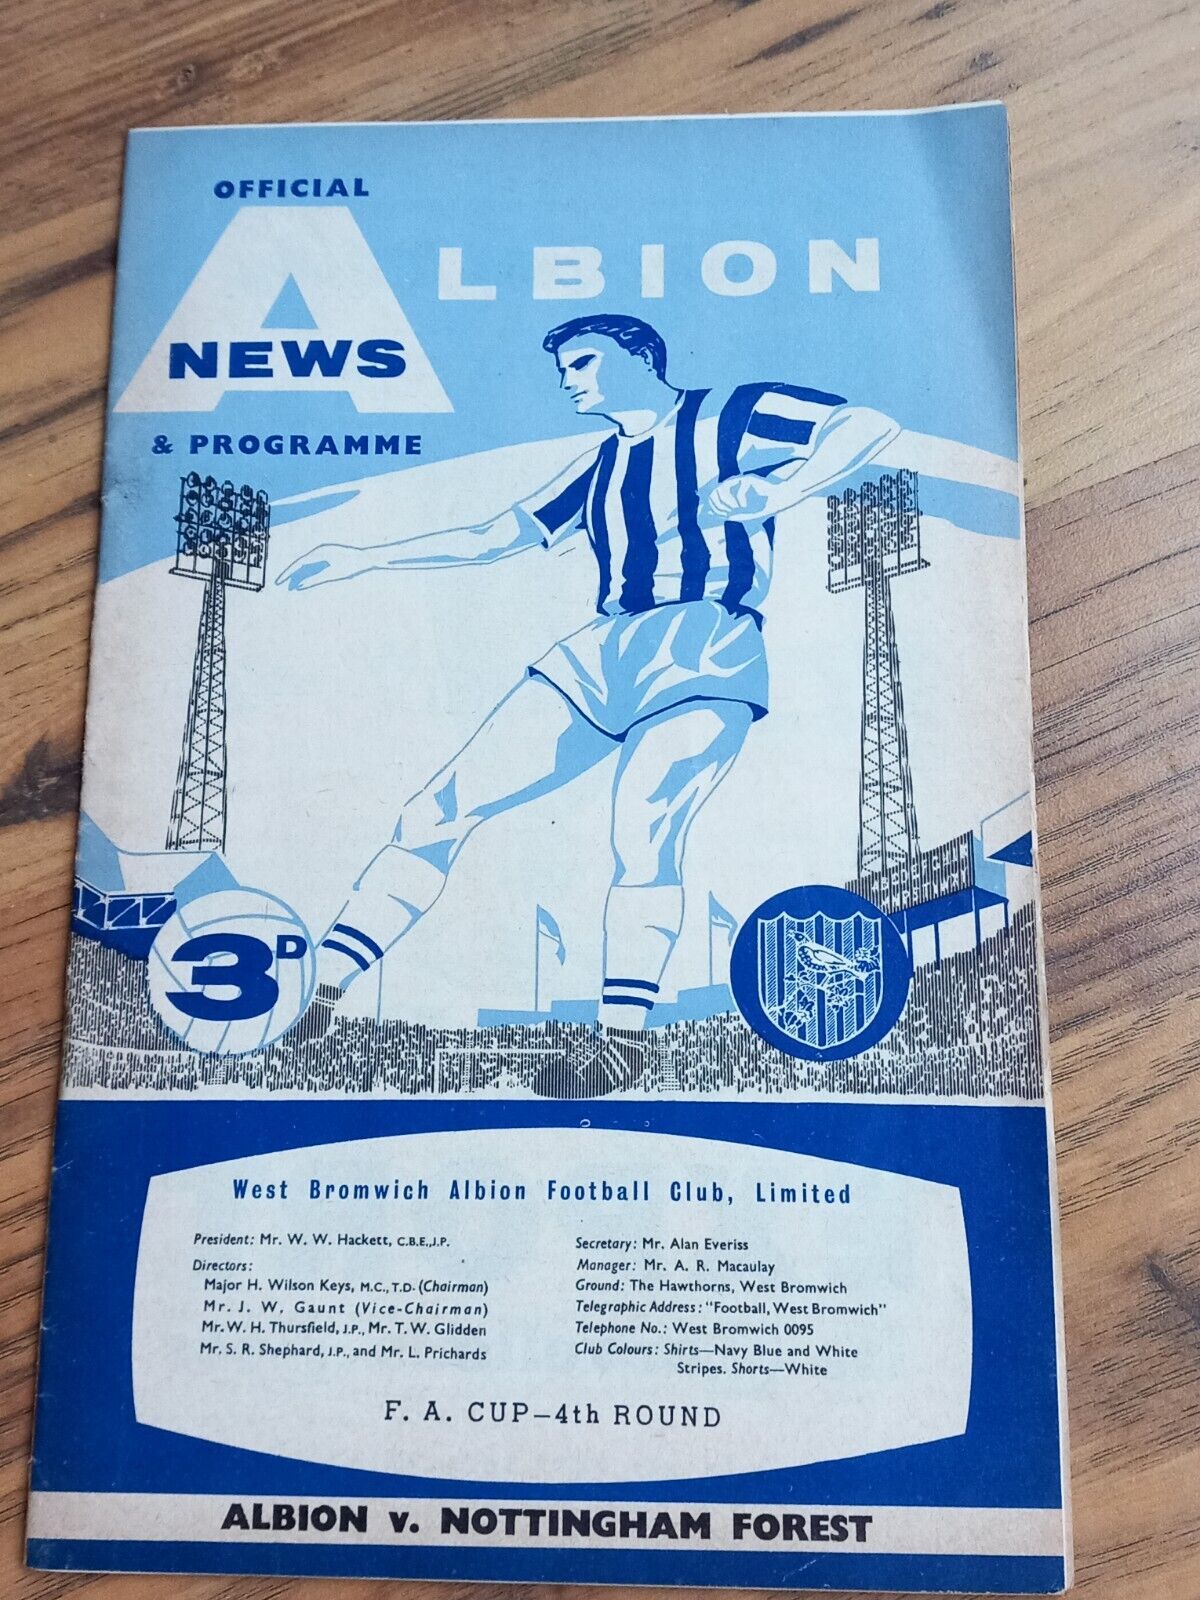 OFFICIAL
ALBION
NEWS
& PROGRAMME
3D
West Bromwich Albion Football Club, Limited
President: Mr. W. W. Hackett, C.B.E., J.P.
Directors:
Major H. Wilson Keys, M.C., T.D. (Chairman)
Mr. J. W. Gaunt (Vice-Chairman)
Mr. W. H. Thursfield, J.P., Mr. T. W. Glidden
Mr. S. R. Shephard, J.P., and Mr. L. Prichards
Secretary: Mr. Alan Everiss
Manager: Mr. A. R. Macaulay
Ground: The Hawthorns, West Bromwich
Telegraphic Address: "Football, West Bromwich"
Telephone No.: West Bromwich 0095
Club Colours: Shirts—Navy Blue and White
Stripes. Shorts—White
F. A. CUP—4th ROUND
ALBION v. NOTTINGHAM FOREST